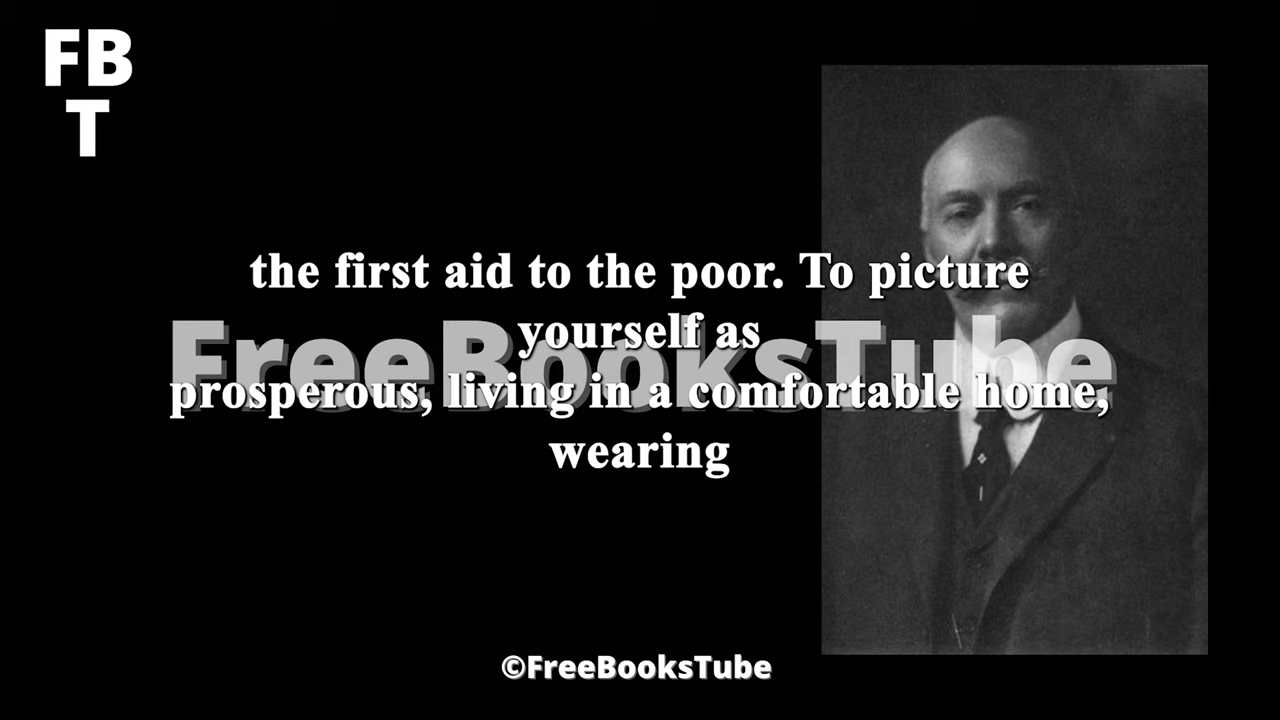 FB
T
the first aid to the poor. To picture
yourself as
FreeBooksTube
prosperous, living in a comfortable home,
wearing
©FreeBooksTube